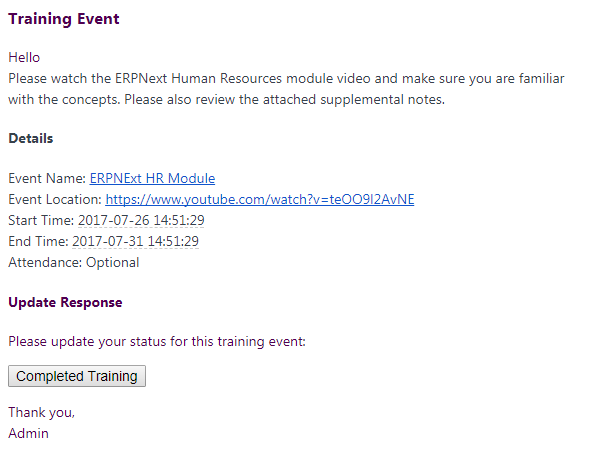 Training Event
Hello
Please watch the ERPNext Human Resources module video and make sure you are familiar
with the concepts. Please also review the attached supplemental notes.
Details
Event Name: ERPNExt HR Module
Event Location: https://www.youtube.com/watch?v=teOO9l2AvNE
Start Time: 2017-07-26 14:51:29
End Time: 2017-07-31 14:51:29
Attendance: Optional
Update Response
Please update your status for this training event:
Completed Training
Thank you,
Admin